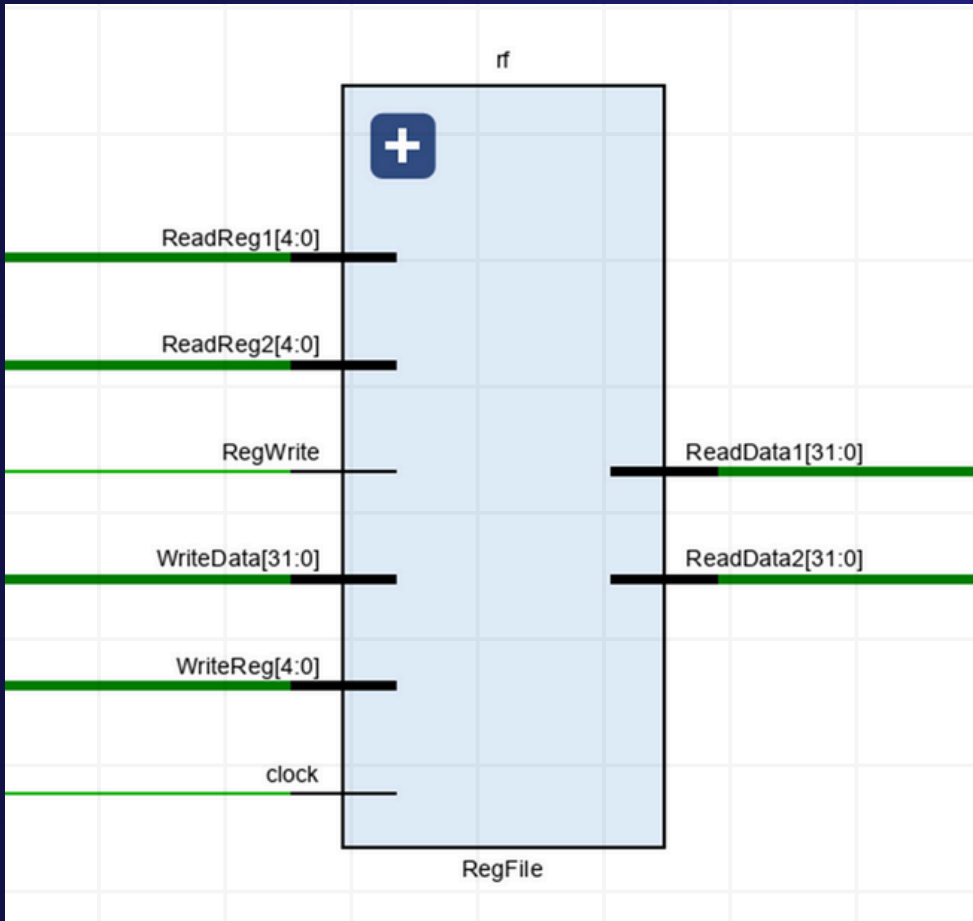 rf
ReadReg1[4:0]
ReadReg2[4:0]
RegWrite
WriteData[31:0]
WriteReg[4:0]
clock
ReadData1[31:0]
ReadData2[31:0]
RegFile